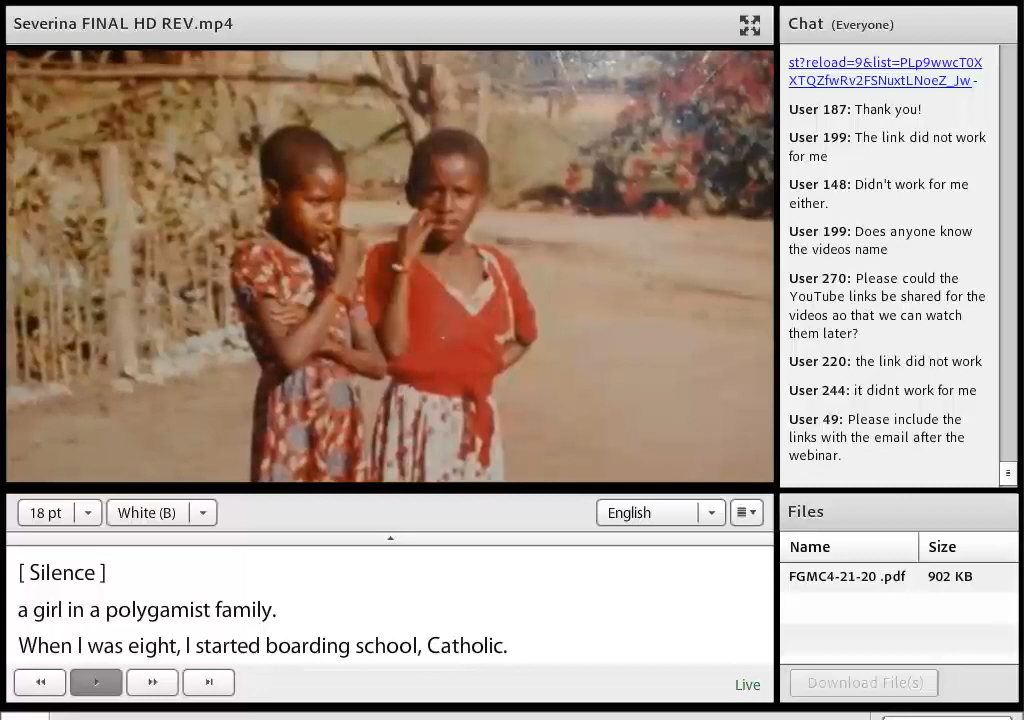 Severina FINAL HD REV.mp4
Chat (Everyone)
st?reload=9&list=PLp9wwcT0X
XTQZfwRv2FSNuxtLNoeZ_Jw -
User 187: Thank you!
User 199: The link did not work
for me
User 148: Didn't work for me
either.
User 199: Does anyone know
the videos name
User 270: Please could the
YouTube links be shared for the
videos ao that we can watch
them later?
User 220: the link did not work
User 244: it didnt work for me
User 49: Please include the
links with the email after the
webinar.
18 pt
White (B)
English
[ Silence ]
a girl in a polygamist family.
When I was eight, I started boarding school, Catholic.
Live
Files
Name Size
FGMC4-21-20 .pdf 902 KB
Download File(s)